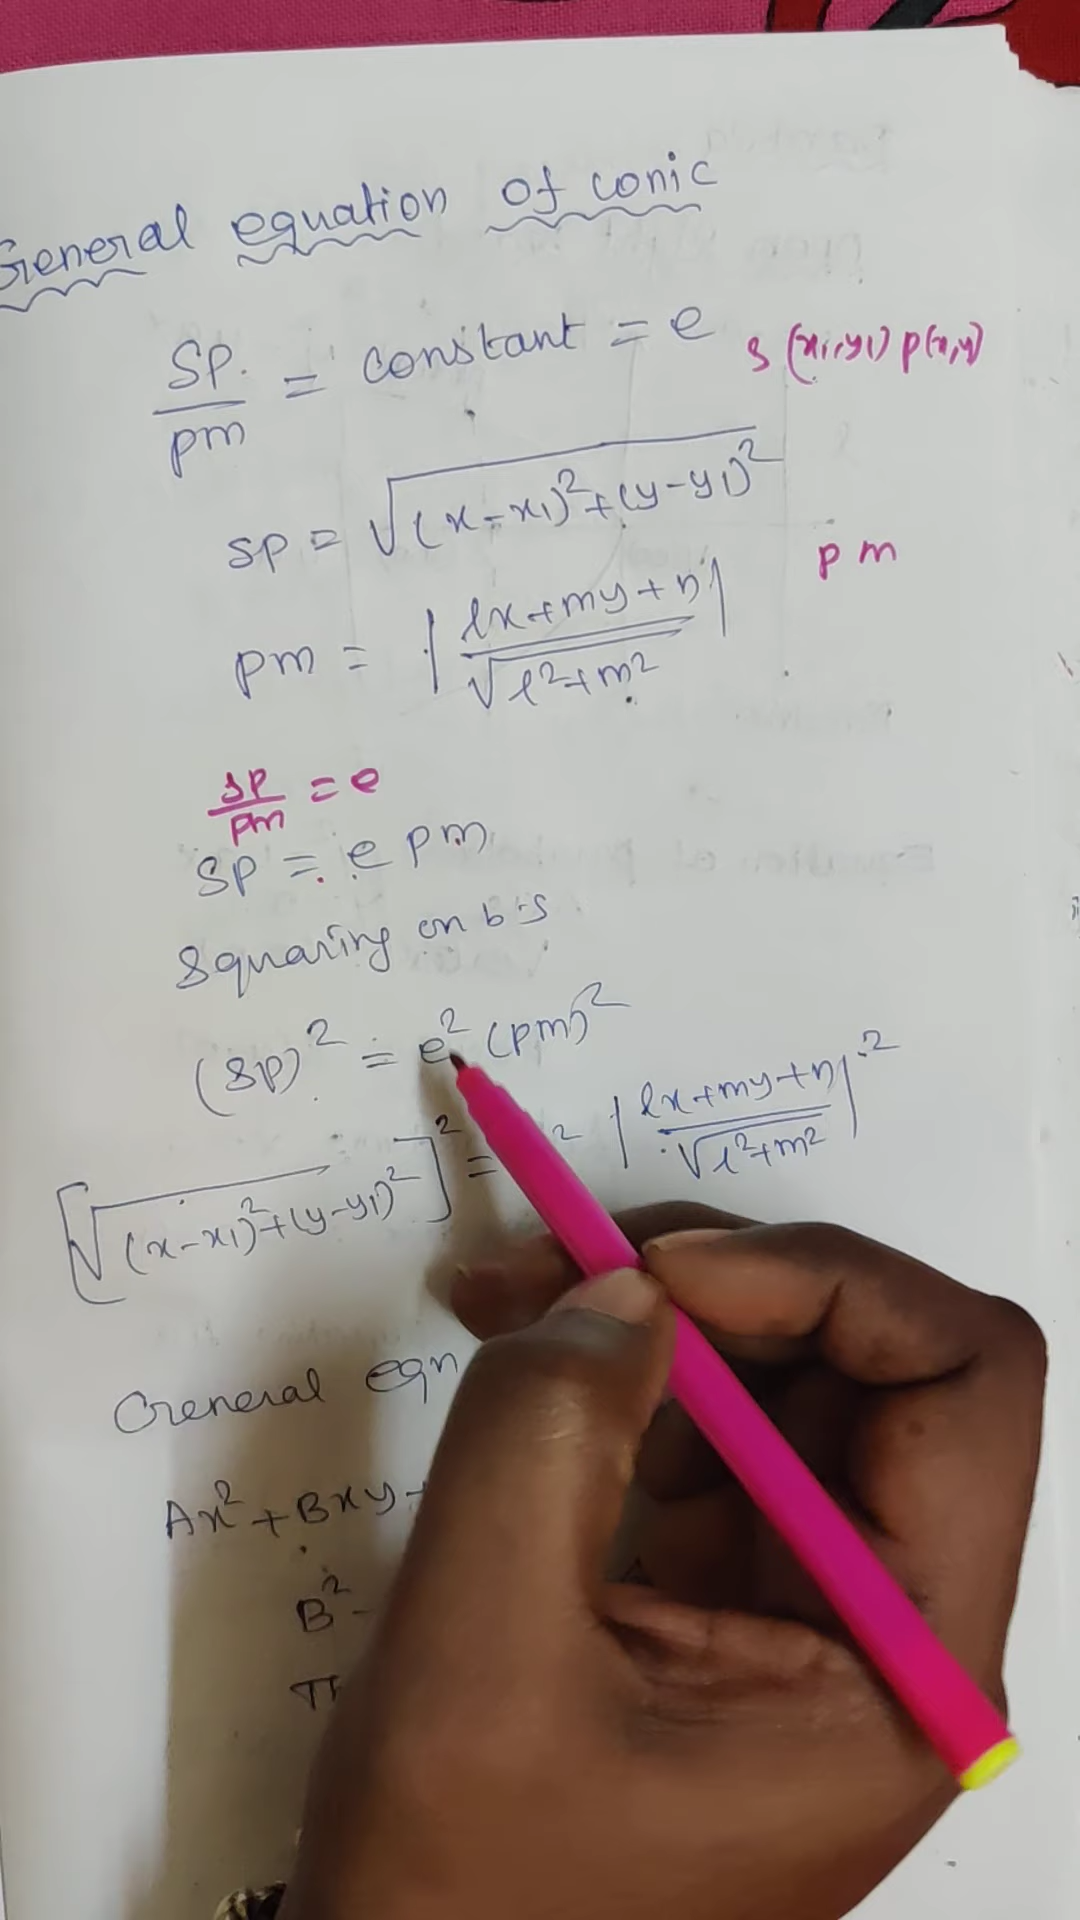 General equation of conic
SP/pm = constant = e S (x1,y1) p(x,y)
SP = √(x-x1)²+(y-y1)²
pm
pm = |lx+my+n/√l²+m²|
SP/pm = e
SP = e pm
Squaring on b·s
(SP)² = e² (pm)²
[√(x-x1)²+(y-y1)²]² = ² |lx+my+n/√l²+m²|²
General eqn
Ax²+Bxy+
B²-